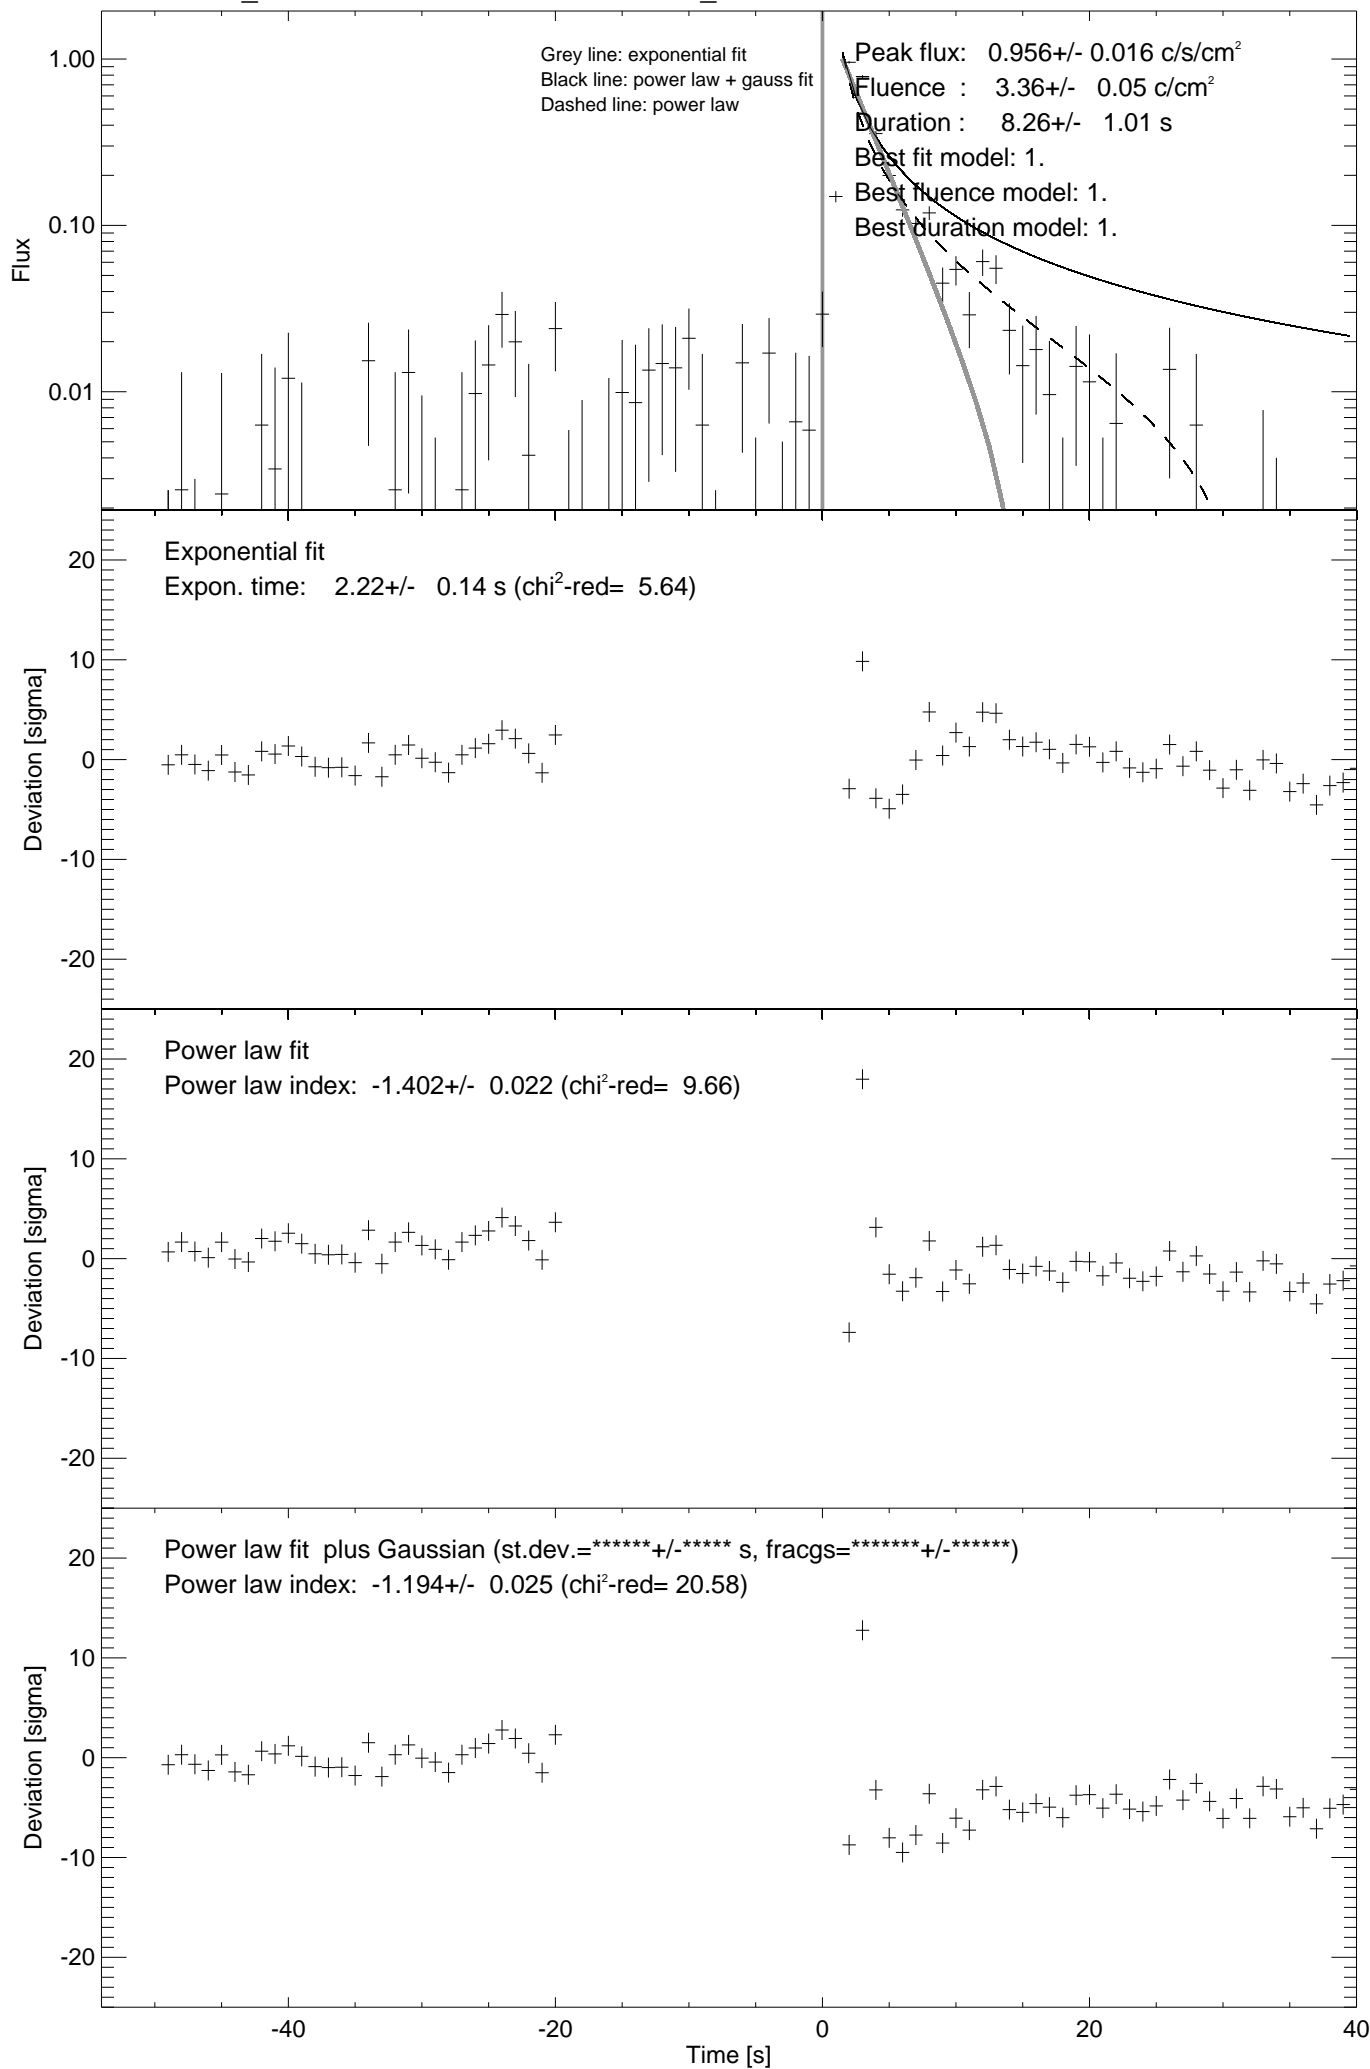 Grey line: exponential fit
Black line: power law + gauss fit
Dashed line: power law
Peak flux: 0.956+/- 0.016 c/s/cm²
Fluence : 3.36+/- 0.05 c/cm²
Duration : 8.26+/- 1.01 s
Best fit model: 1.
Best fluence model: 1.
Best duration model: 1.
1.00
0.10
0.01
Flux
Exponential fit
Expon. time: 2.22+/- 0.14 s (chi²-red= 5.64)
20
10
0
-10
-20
Deviation [sigma]
Power law fit
Power law index: -1.402+/- 0.022 (chi²-red= 9.66)
20
10
0
-10
-20
Deviation [sigma]
Power law fit plus Gaussian (st.dev.=******+/-***** s, fracgs=*******+/-******)
Power law index: -1.194+/- 0.025 (chi²-red= 20.58)
20
10
0
-10
-20
Deviation [sigma]
-40 -20 0 20 40
Time [s]